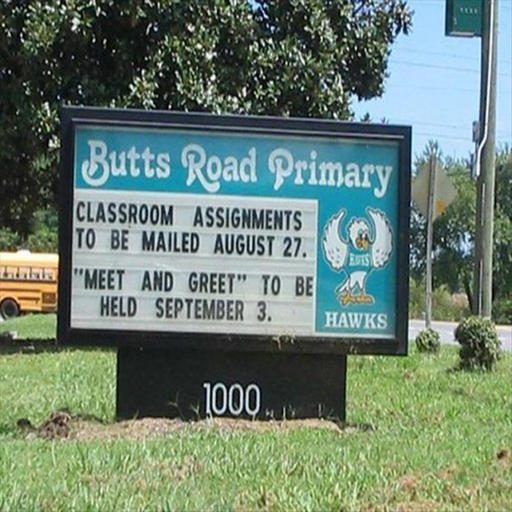 Butts Road Primary
CLASSROOM ASSIGNMENTS
TO BE MAILED AUGUST 27.
"MEET AND GREET" TO BE
HELD SEPTEMBER 3.
HAWKS
1000